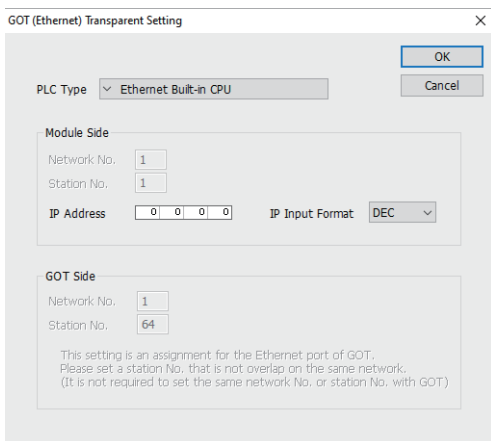 GOT (Ethernet) Transparent Setting
OK
PLC Type Ethernet Built-in CPU
Cancel
Module Side
Network No. 1
Station No. 1
IP Address 0 0 0 0 IP Input Format DEC
GOT Side
Network No. 1
Station No. 64
This setting is an assignment for the Ethernet port of GOT.
Please set a station No. that is not overlap on the same network.
(It is not required to set the same network No. or station No. with GOT)